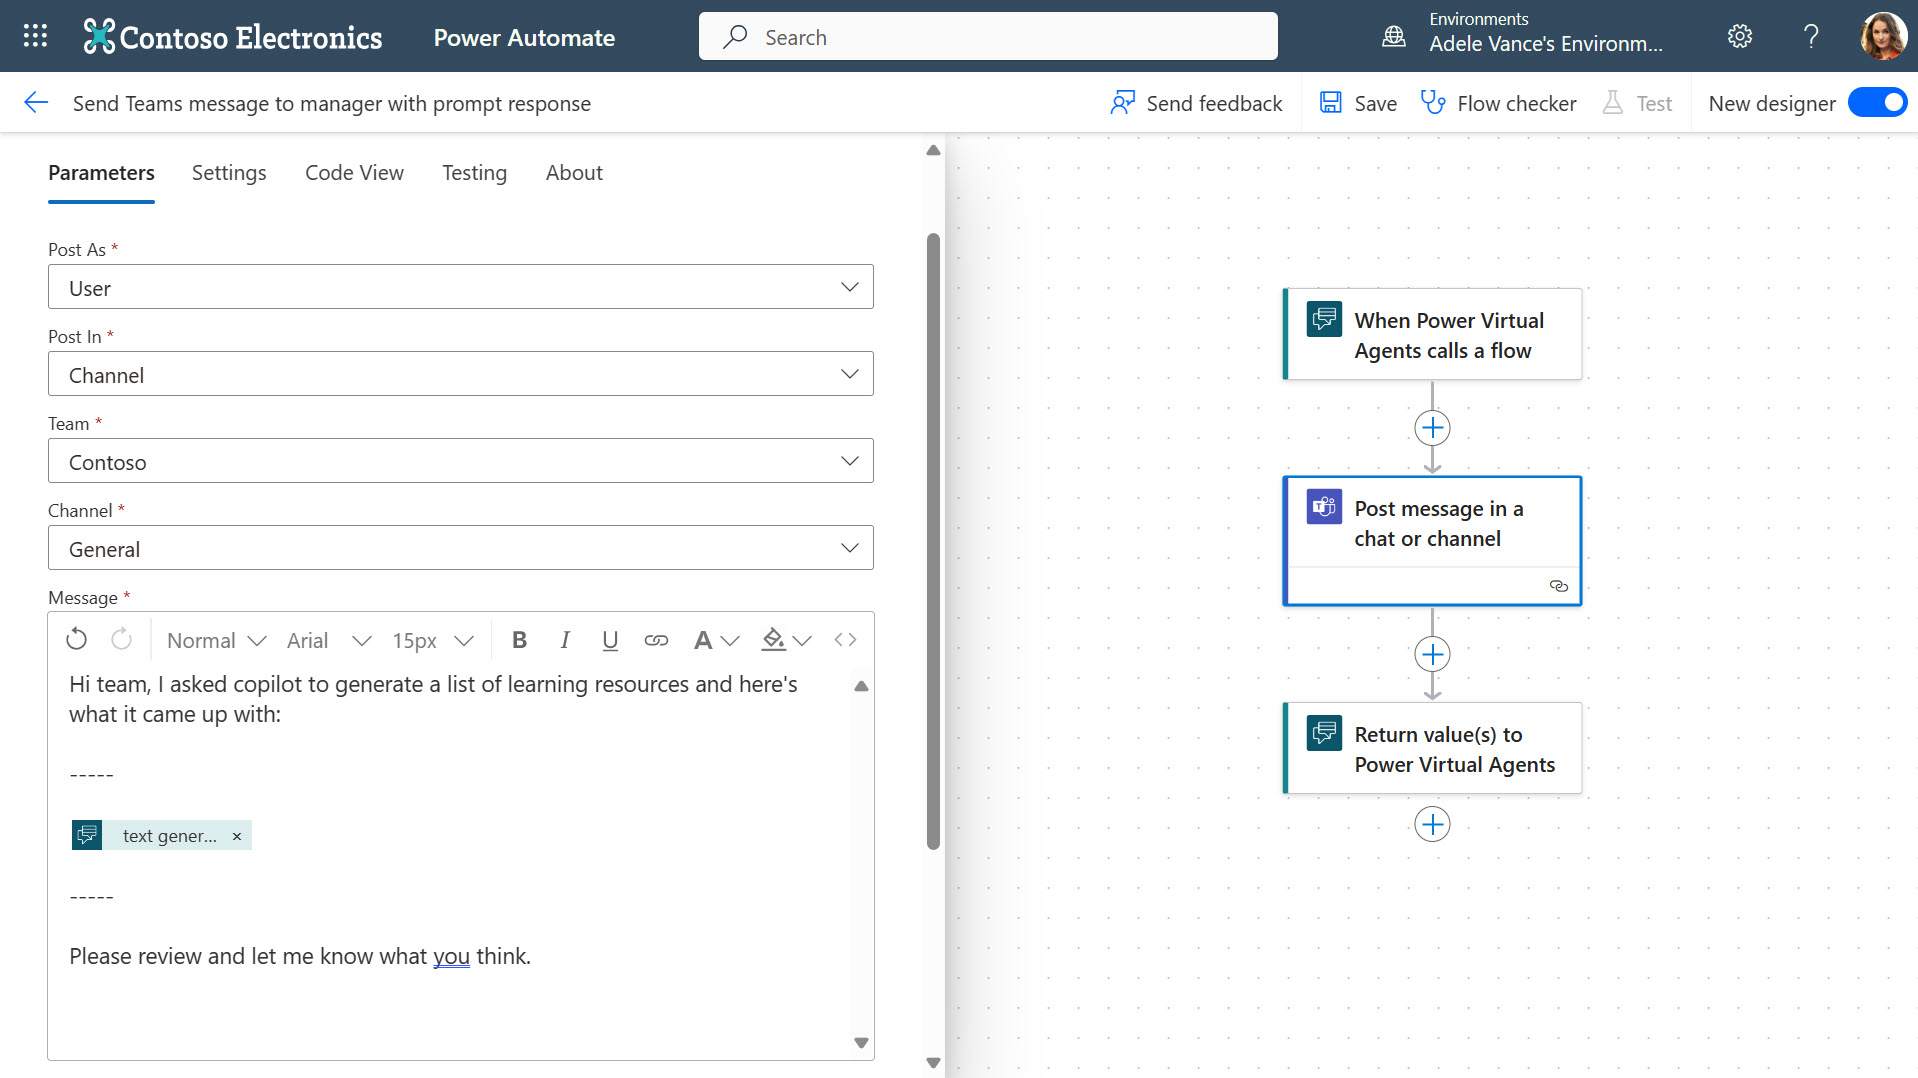 Contoso Electronics
Power Automate
Search
Environments
Adele Vance's Environm...
Send Teams message to manager with prompt response
Send feedback
Save
Flow checker
Test
New designer
Parameters
Settings
Code View
Testing
About
Post As *
User
Post In *
Channel
Team *
Contoso
Channel *
General
Message *
Normal
Arial
15px
B
I
U
A
Hi team, I asked copilot to generate a list of learning resources and here's
what it came up with:
-----
text gener... ×
-----
Please review and let me know what you think.
When Power Virtual
Agents calls a flow
Post message in a
chat or channel
Return value(s) to
Power Virtual Agents